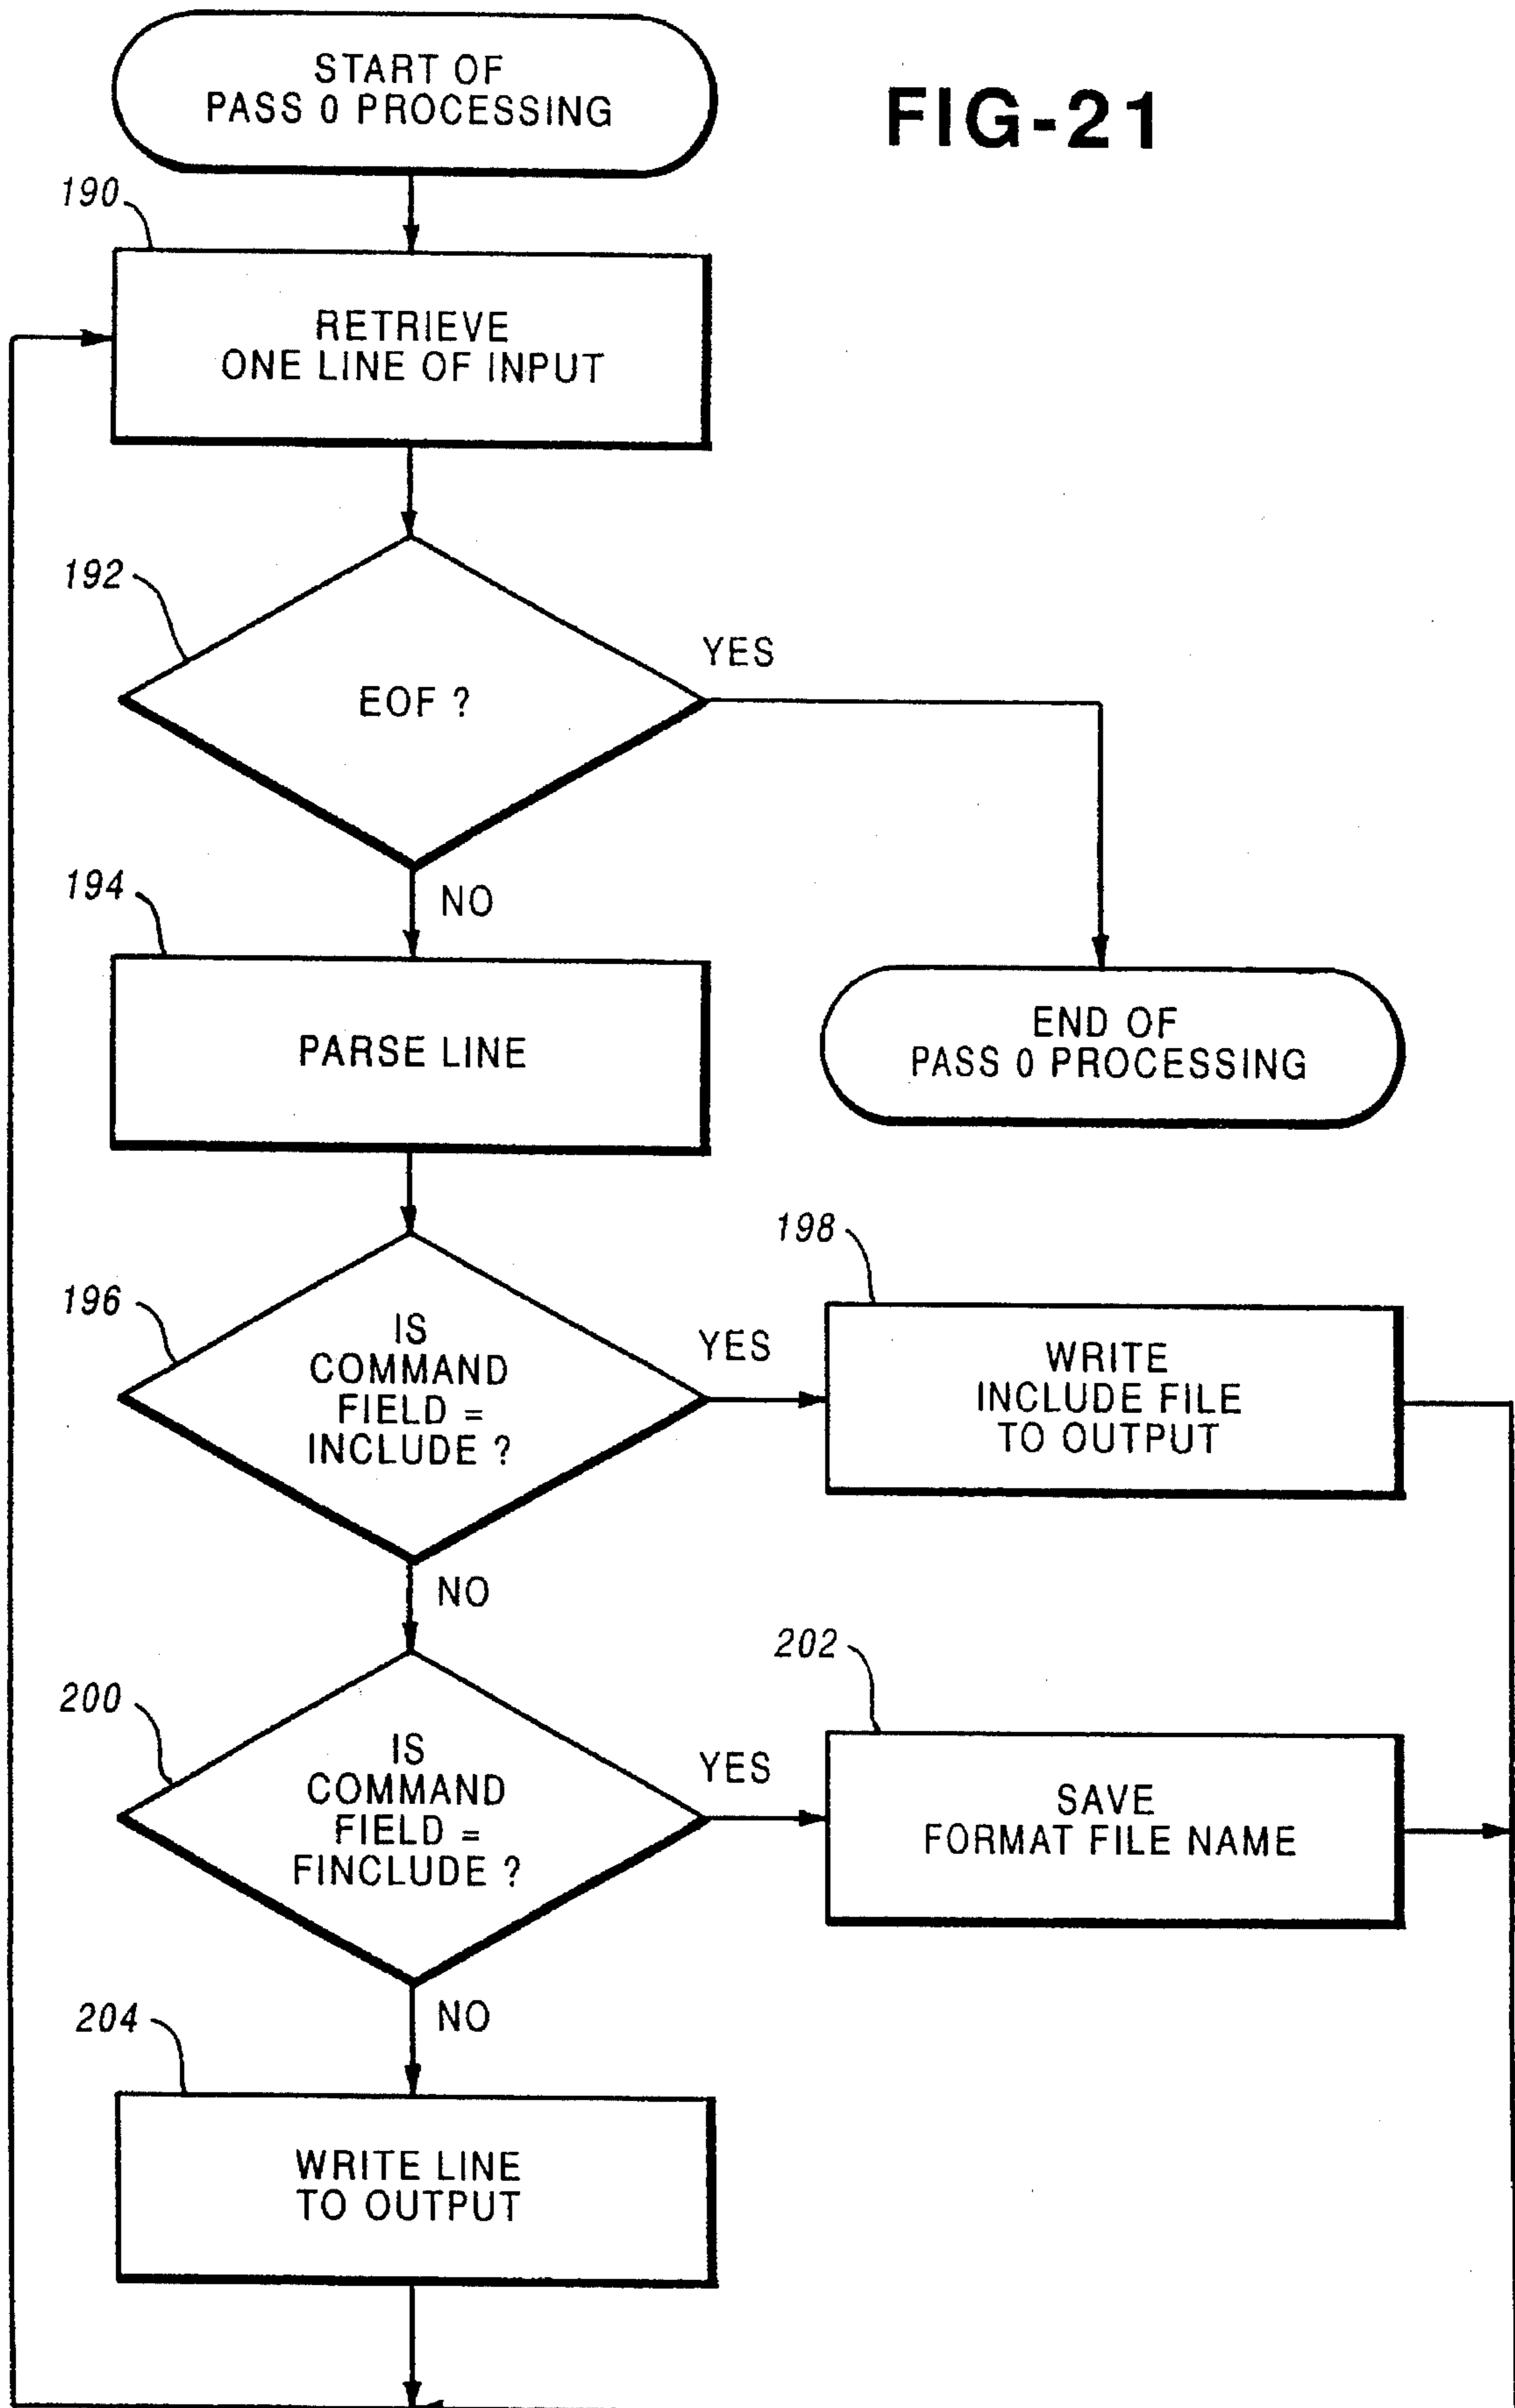 START OF
PASS 0 PROCESSING
FIG-21
190
RETRIEVE
ONE LINE OF INPUT
192
EOF ?
YES
NO
194
PARSE LINE
END OF
PASS 0 PROCESSING
196
IS
COMMAND
FIELD =
INCLUDE ?
YES
198
WRITE
INCLUDE FILE
TO OUTPUT
NO
200
IS
COMMAND
FIELD =
FINCLUDE ?
YES
202
SAVE
FORMAT FILE NAME
NO
204
WRITE LINE
TO OUTPUT